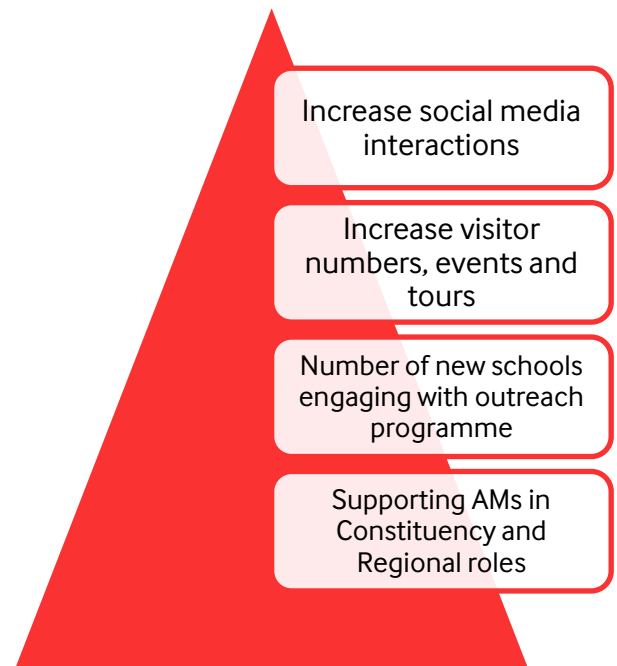 Increase social media
interactions
Increase visitor
numbers, events and
tours
Number of new schools
engaging with outreach
programme
Supporting AMs in
Constituency and
Regional roles